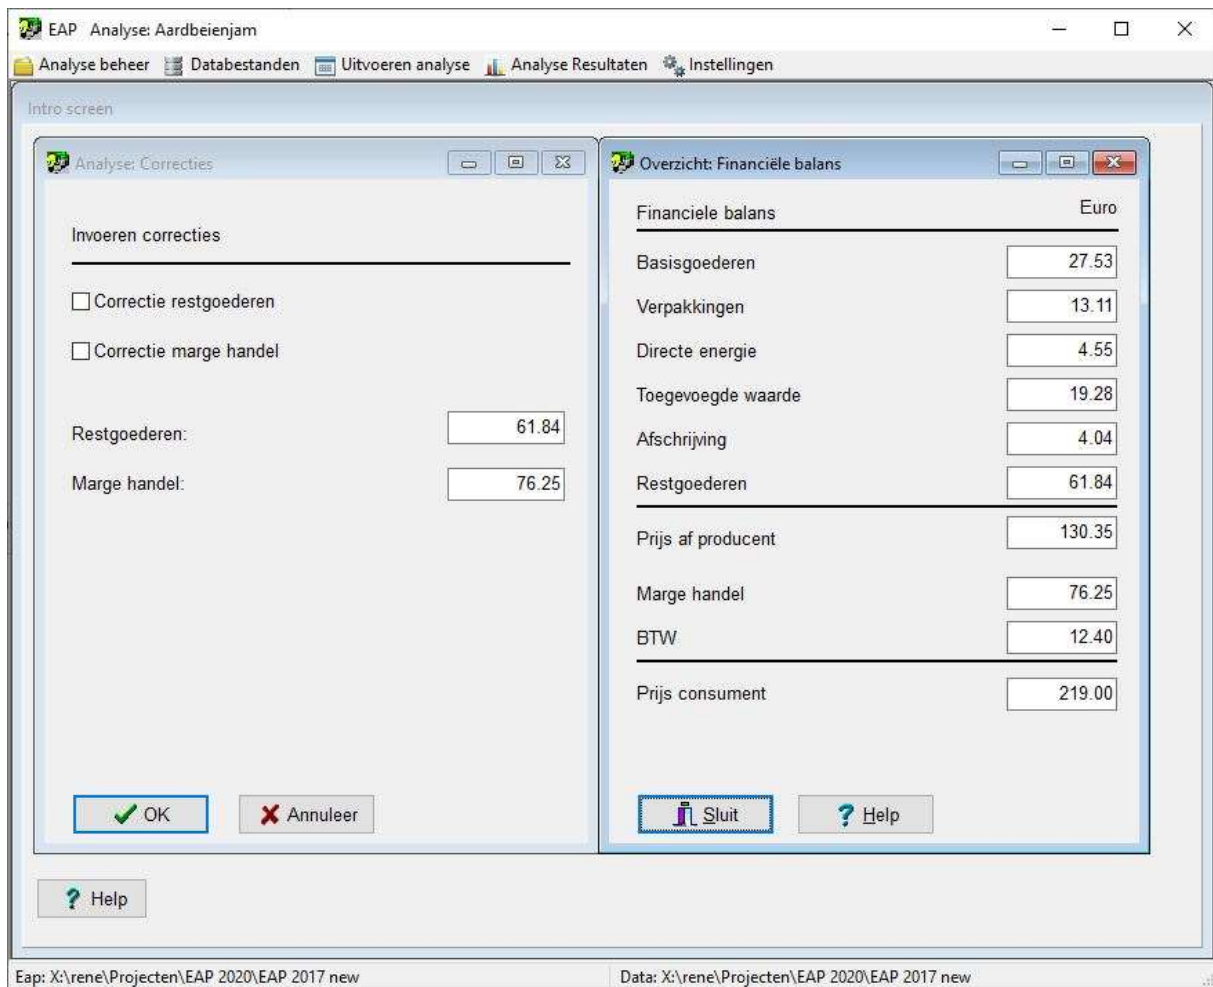 EAP Analyse: Aardbeienjam
Analyse beheer Databestanden Uitvoeren analyse Analyse Resultaten Instellingen
Intro screen
Analyse: Correcties
Invoeren correcties
Correctie restgoederen
Correctie marge handel
Restgoederen: 61.84
Marge handel: 76.25
OK Annuleer
Overzicht: Financiële balans
Financiele balans Euro
Basisgoederen 27.53
Verpakkingen 13.11
Directe energie 4.55
Toegevoegde waarde 19.28
Afschrijving 4.04
Restgoederen 61.84
Prijs af producent 130.35
Marge handel 76.25
BTW 12.40
Prijs consument 219.00
Sluit ? Help
? Help
Eap: X:\rene\Projecten\EAP 2020\EAP 2017 new Data: X:\rene\Projecten\EAP 2020\EAP 2017 new